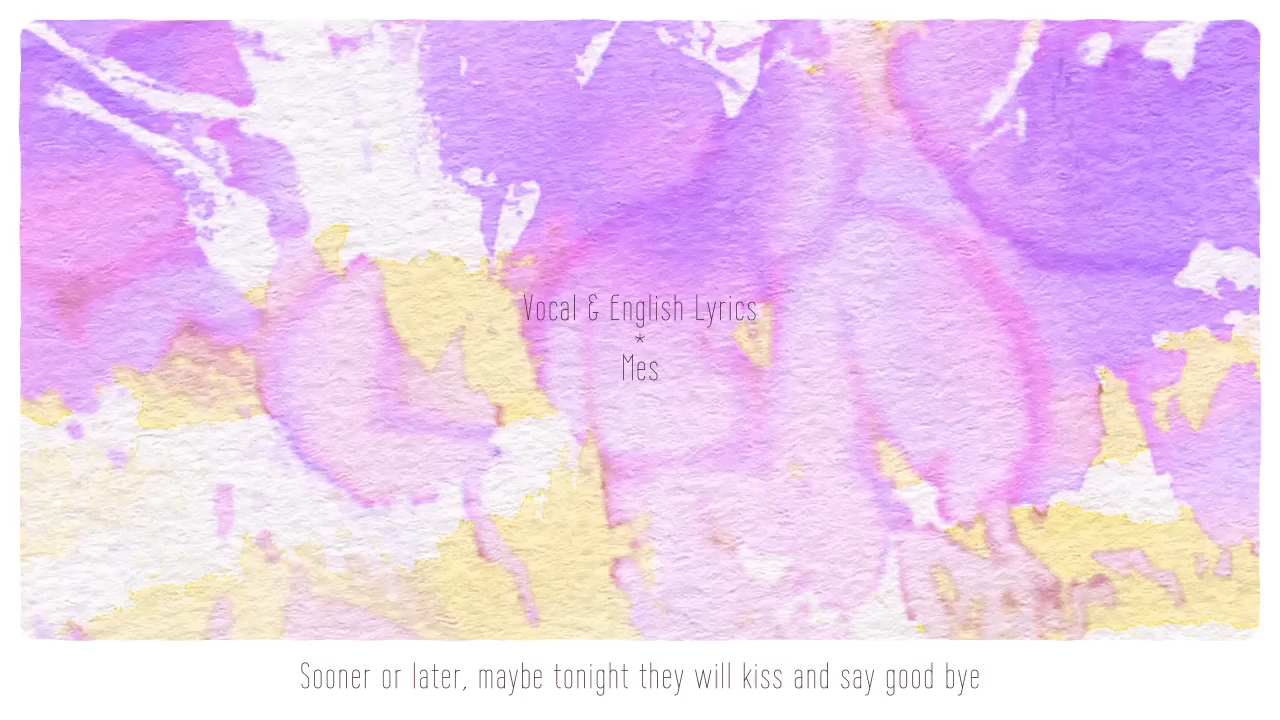 Vocal & English Lyrics
*
Mes
Sooner or later, maybe tonight they will kiss and say good bye